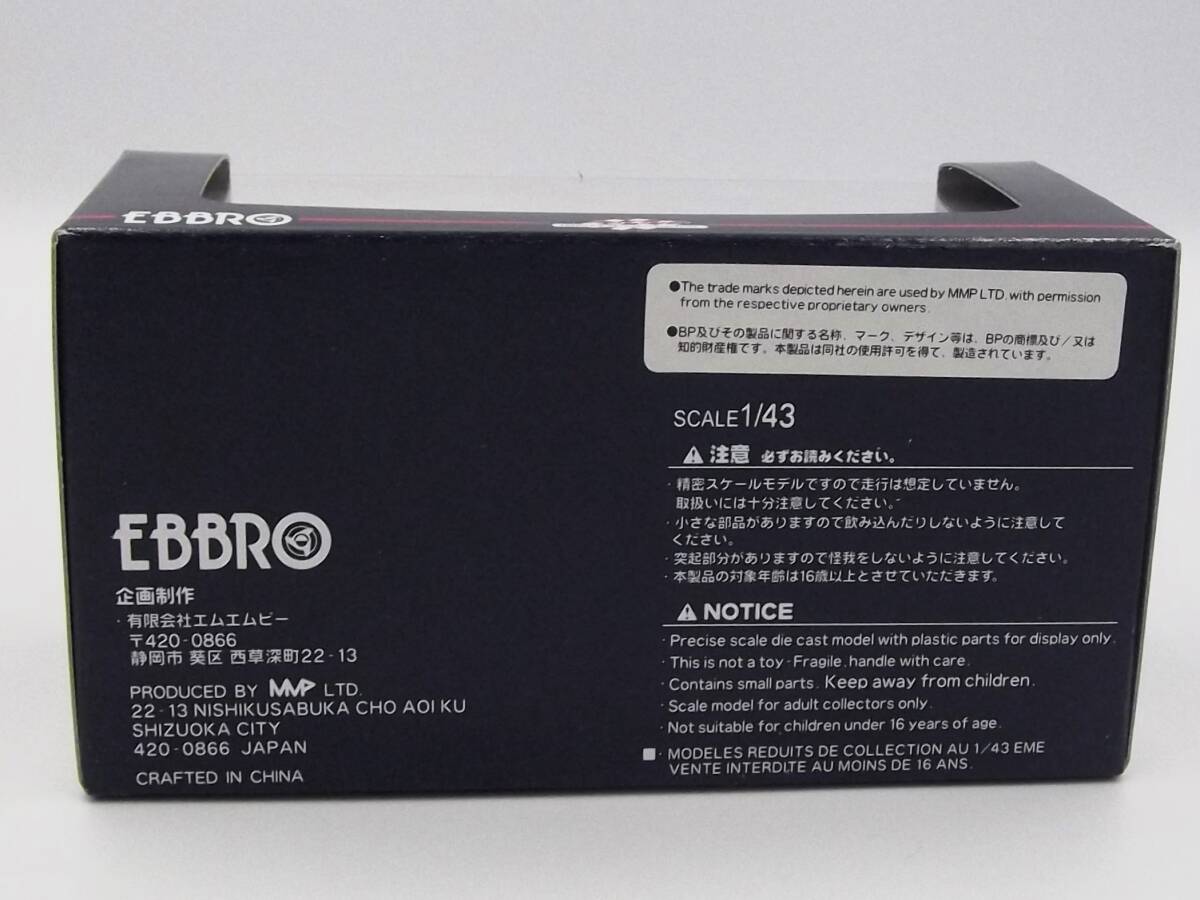 EBBRO
●The trade marks depicted herein are used by MMP LTD. with permission
from the respective proprietary owners.
●BP及びその製品に関する名称、マーク、デザイン等は、BPの商標及び/又は
知的財産権です。本製品は同社の使用許可を得て、製造されています。
SCALE1/43
⚠ 注意 必ずお読みください。
・精密スケールモデルですので走行は想定していません。
取扱いには十分注意してください。
・小さな部品がありますので飲み込んだりしないように注意して
ください。
・突起部分がありますので怪我をしないように注意してください。
・本製品の対象年齢は16歳以上とさせていただきます。
⚠ NOTICE
・Precise scale die cast model with plastic parts for display only.
・This is not a toy・Fragile, handle with care.
・Contains small parts. Keep away from children.
・Scale model for adult collectors only.
・Not suitable for children under 16 years of age.
■・MODELES REDUITS DE COLLECTION AU 1/43 EME
VENTE INTERDITE AU MOINS DE 16 ANS.
EBBRO
企画制作
・有限会社エムエムピー
〒420-0866
静岡市 葵区 西草深町22-13
PRODUCED BY MMP LTD.
22-13 NISHIKUSABUKA CHO AOI KU
SHIZUOKA CITY
420-0866 JAPAN
CRAFTED IN CHINA